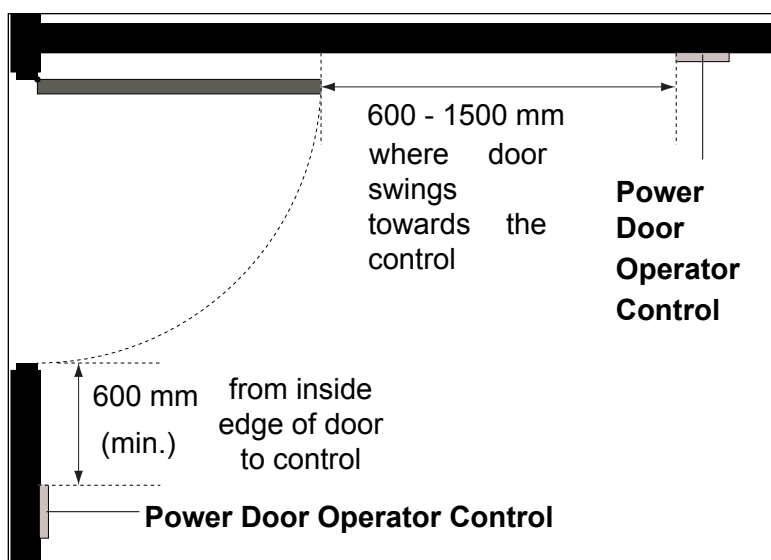 600 - 1500 mm
where door
swings
towards the
control
Power
Door
Operator
Control
600 mm
(min.)
from inside
edge of door
to control
Power Door Operator Control